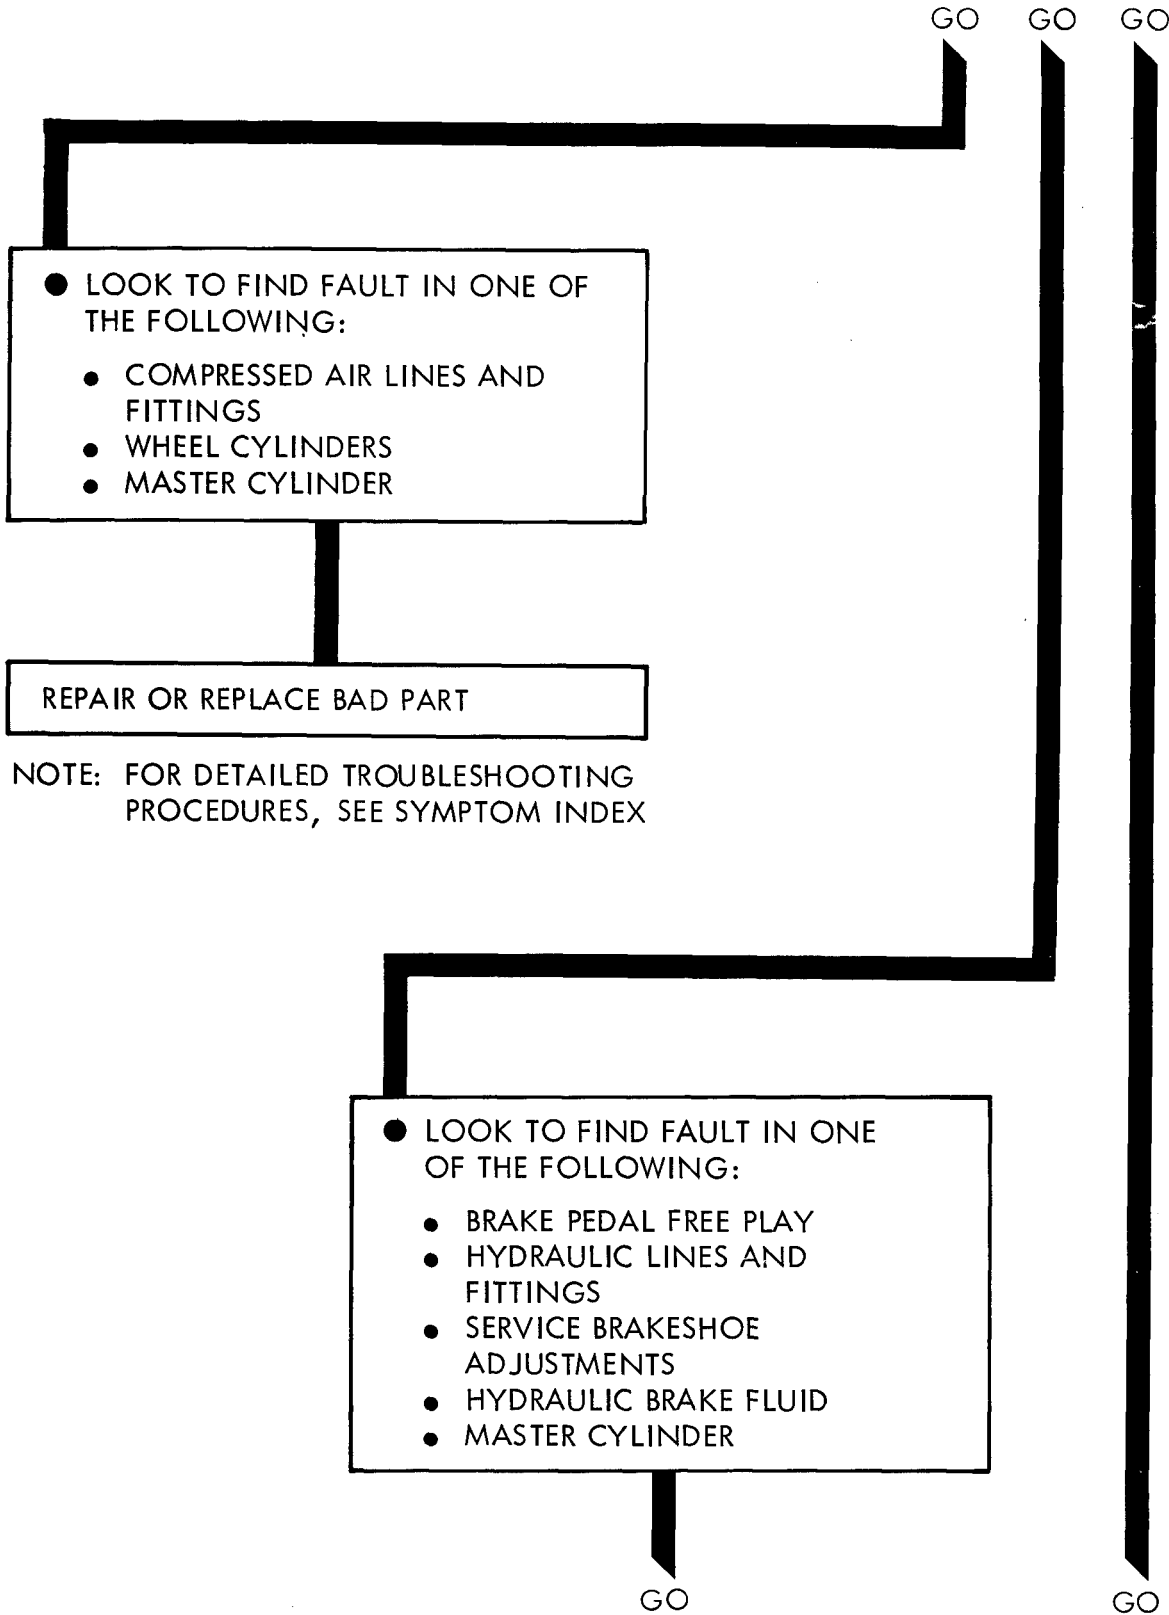 GO GO GO
● LOOK TO FIND FAULT IN ONE OF
THE FOLLOWING:
● COMPRESSED AIR LINES AND
FITTINGS
● WHEEL CYLINDERS
● MASTER CYLINDER
REPAIR OR REPLACE BAD PART
NOTE: FOR DETAILED TROUBLESHOOTING
PROCEDURES, SEE SYMPTOM INDEX
● LOOK TO FIND FAULT IN ONE
OF THE FOLLOWING:
● BRAKE PEDAL FREE PLAY
● HYDRAULIC LINES AND
FITTINGS
● SERVICE BRAKESHOE
ADJUSTMENTS
● HYDRAULIC BRAKE FLUID
● MASTER CYLINDER
GO GO